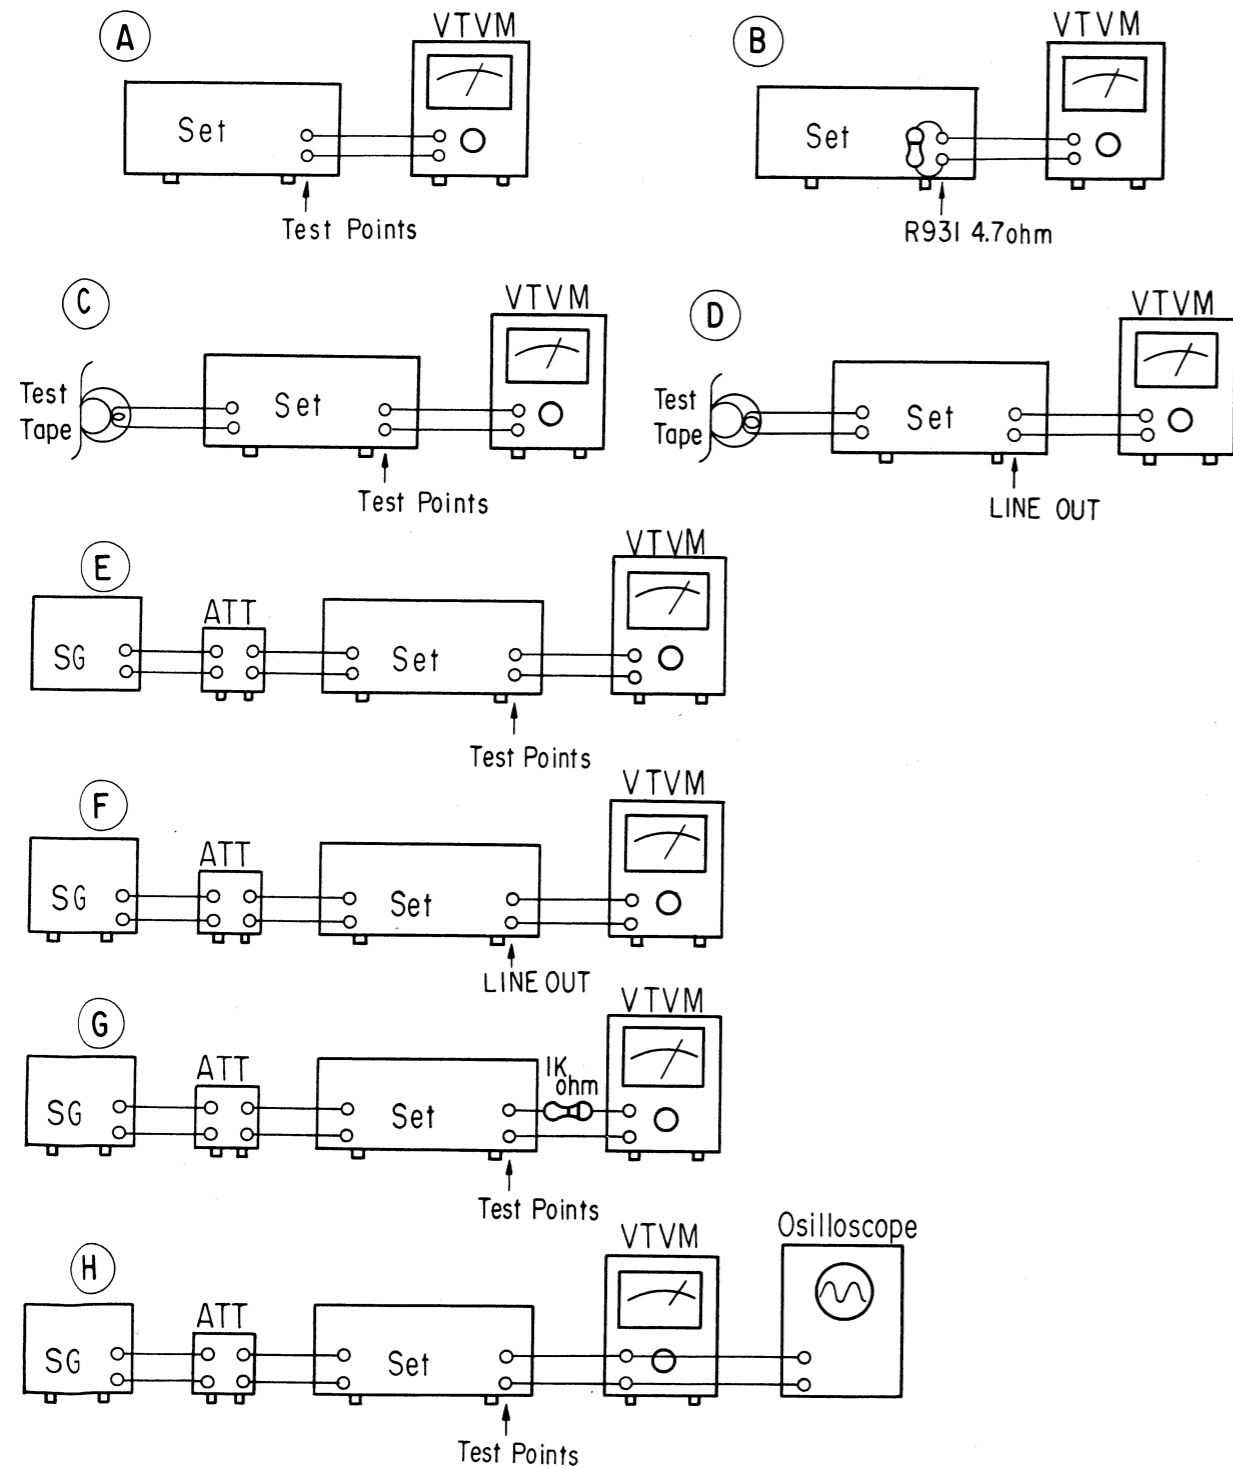 A
VTVM
Set
Test Points
B
VTVM
Set
R931 4.7ohm
C
VTVM
Test
Tape
Set
Test Points
D
VTVM
Test
Tape
Set
LINE OUT
E
VTVM
ATT
SG
Set
Test Points
F
VTVM
ATT
SG
Set
LINE OUT
G
VTVM
ATT
1K
ohm
SG
Set
Test Points
H
VTVM
Osilloscope
ATT
SG
Set
Test Points